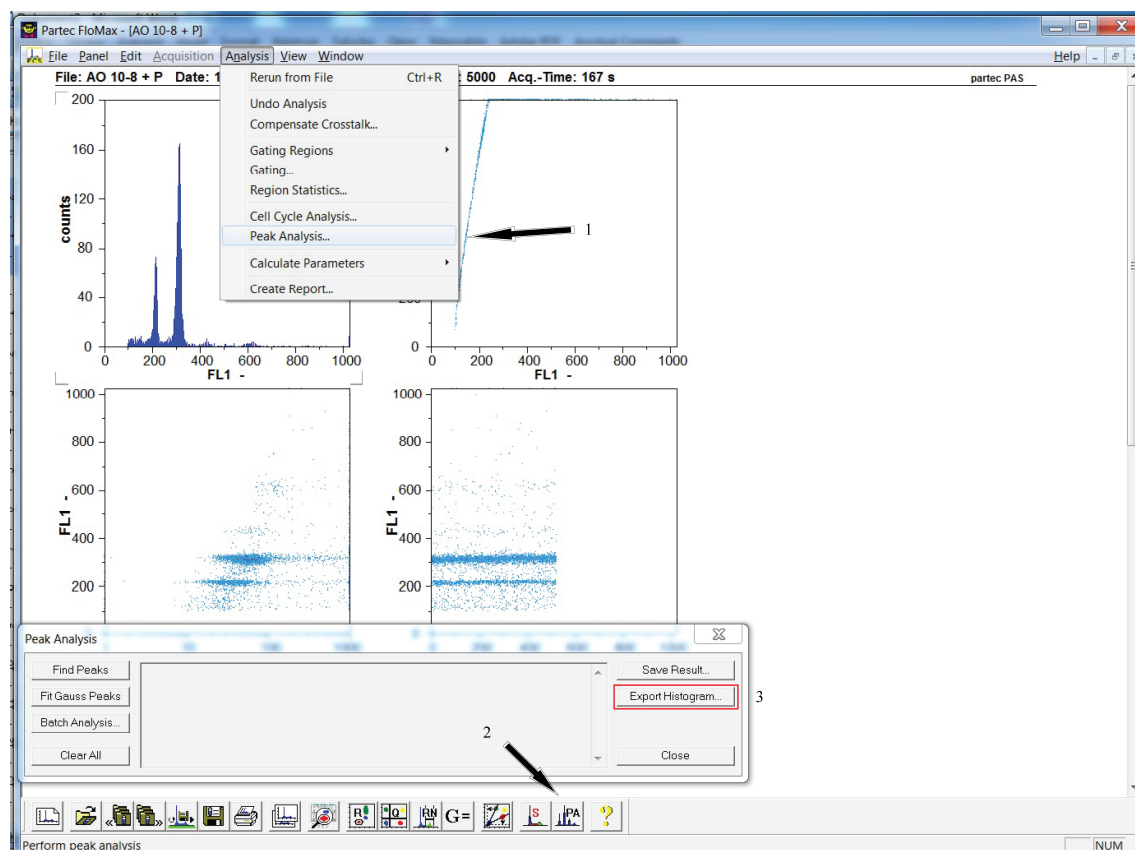 Partec FloMax - [AO 10-8 + P]
File Panel Edit Acquisition Analysis View Window Help
File: AO 10-8 + P Date: 1 : 5000 Acq.-Time: 167 s partec PAS
Rerun from File Ctrl+R
Undo Analysis
Compensate Crosstalk...
Gating Regions
Gating...
Region Statistics...
Cell Cycle Analysis...
Peak Analysis...
Calculate Parameters
Create Report...
1
200
160
120
80
40
0
counts
0 200 400 600 800 1000
FL1 -
200
0
0 200 400 600 800 1000
FL1 -
1000
800
600
400
200
FL1 -
1000
800
600
400
200
FL1 -
Peak Analysis
Find Peaks
Fit Gauss Peaks
Batch Analysis...
Clear All
Save Result...
Export Histogram...
Close
3
2
R Q RN G= S PA ?
Perform peak analysis NUM